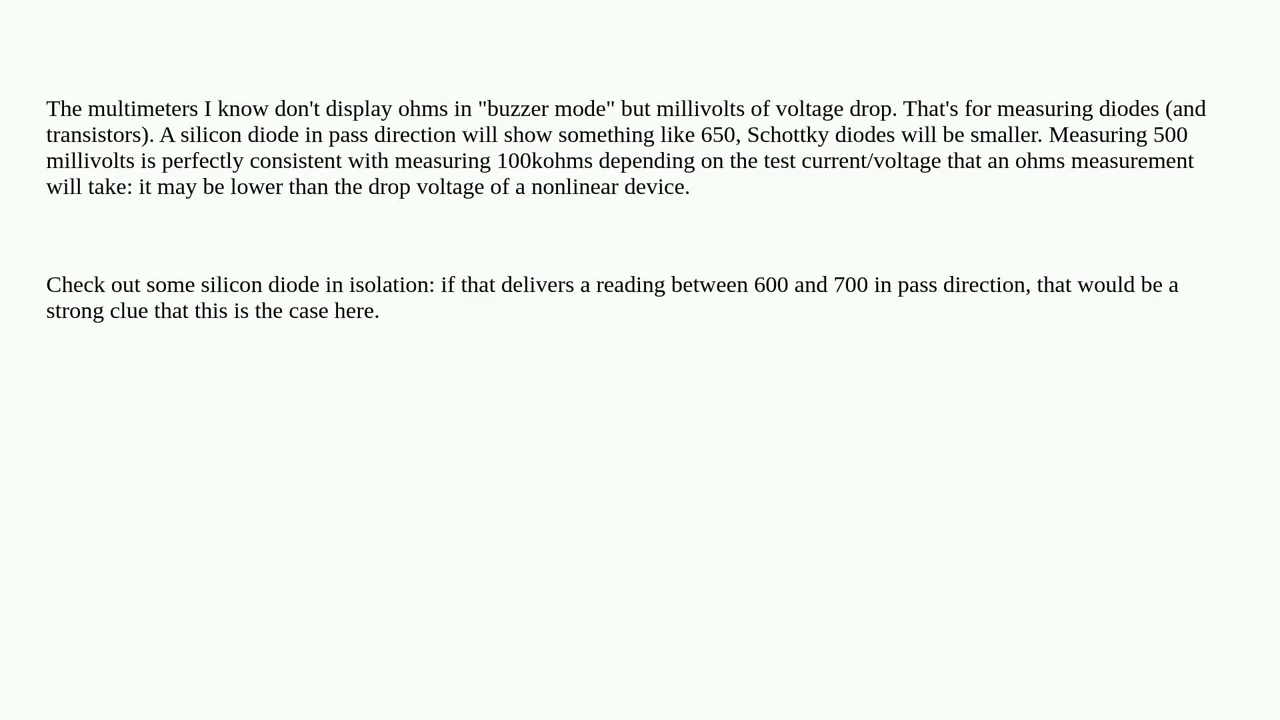 The multimeters I know don't display ohms in "buzzer mode" but millivolts of voltage drop. That's for measuring diodes (and
transistors). A silicon diode in pass direction will show something like 650, Schottky diodes will be smaller. Measuring 500
millivolts is perfectly consistent with measuring 100kohms depending on the test current/voltage that an ohms measurement
will take: it may be lower than the drop voltage of a nonlinear device.
Check out some silicon diode in isolation: if that delivers a reading between 600 and 700 in pass direction, that would be a
strong clue that this is the case here.